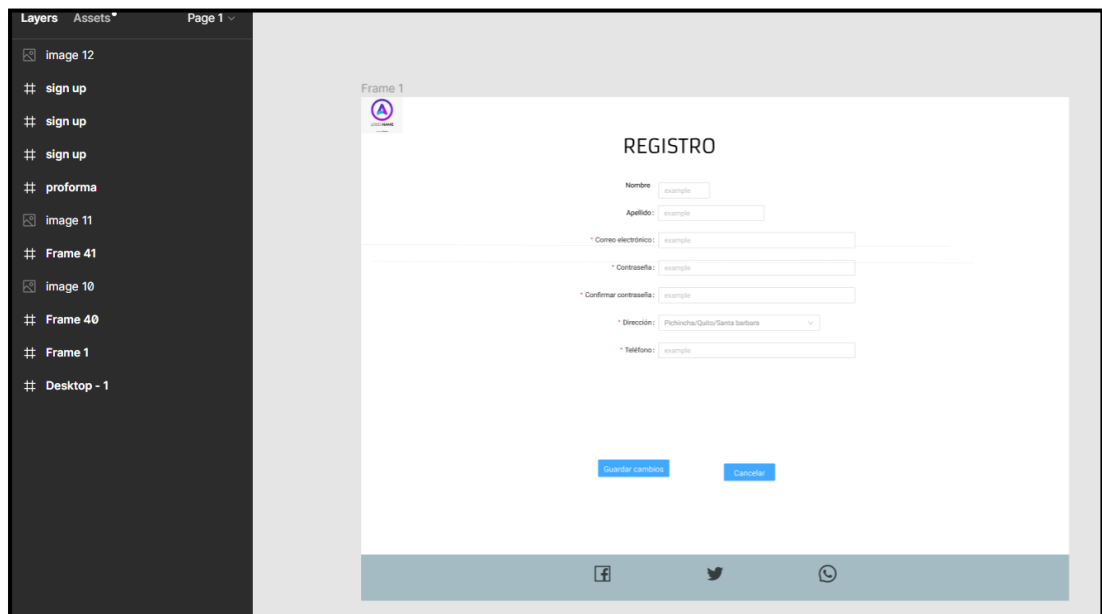 Layers Assets Page 1
image 12
sign up
sign up
sign up
proforma
image 11
Frame 41
image 10
Frame 40
Frame 1
Desktop - 1
Frame 1
REGISTRO
Nombre example
Apellido : example
* Correo electrónico : example
* Contraseña : example
* Confirmar contraseña : example
* Dirección : Pichincha/Quito/Santa barbara
* Teléfono : example
Guardar cambios
Cancelar